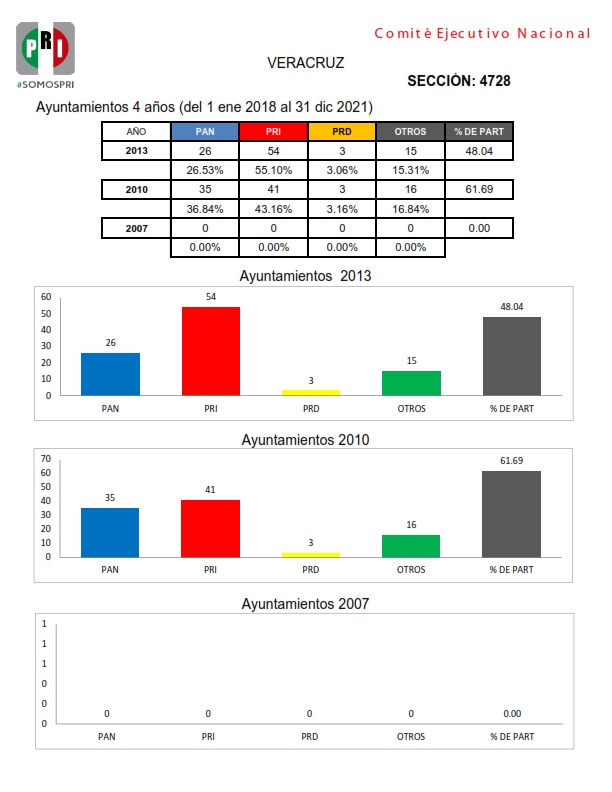 Comité Ejecutivo Nacional
PRI
#SOMOSPRI
VERACRUZ
SECCIÓN: 4728
Ayuntamientos 4 años (del 1 ene 2018 al 31 dic 2021)
AÑO PAN PRI PRD OTROS % DE PART
2013 26 54 3 15 48.04
26.53% 55.10% 3.06% 15.31%
2010 35 41 3 16 61.69
36.84% 43.16% 3.16% 16.84%
2007 0 0 0 0 0.00
0.00% 0.00% 0.00% 0.00%
Ayuntamientos 2013
60
50
40
30
20
10
0
26 54 3 15 48.04
PAN PRI PRD OTROS % DE PART
Ayuntamientos 2010
70
60
50
40
30
20
10
0
35 41 3 16 61.69
PAN PRI PRD OTROS % DE PART
Ayuntamientos 2007
1
1
1
0
0
0
0 0 0 0 0.00
PAN PRI PRD OTROS % DE PART